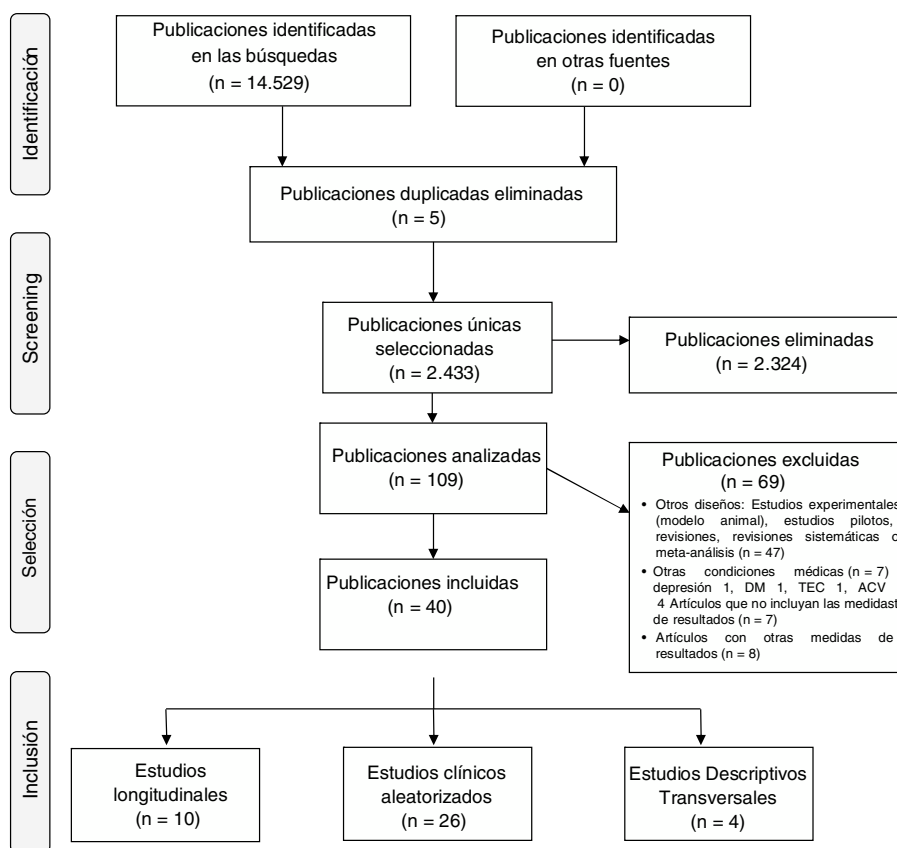 Identificación
Publicaciones identificadas
en las búsquedas
(n = 14.529)
Publicaciones identificadas
en otras fuentes
(n = 0)
Publicaciones duplicadas eliminadas
(n = 5)
Screening
Publicaciones únicas
seleccionadas
(n = 2.433)
Publicaciones eliminadas
(n = 2.324)
Selección
Publicaciones analizadas
(n = 109)
Publicaciones excluidas
(n = 69)
• Otros diseños: Estudios experimentales
(modelo animal), estudios pilotos,
revisiones, revisiones sistemáticas o
meta-análisis (n = 47)
• Otras condiciones médicas (n = 7)
depresión 1, DM 1, TEC 1, ACV
4 Artículos que no incluyan las medidast
de resultados (n = 7)
• Artículos con otras medidas de
resultados (n = 8)
Publicaciones incluidas
(n = 40)
Inclusión
Estudios
longitudinales
(n = 10)
Estudios clínicos
aleatorizados
(n = 26)
Estudios Descriptivos
Transversales
(n = 4)